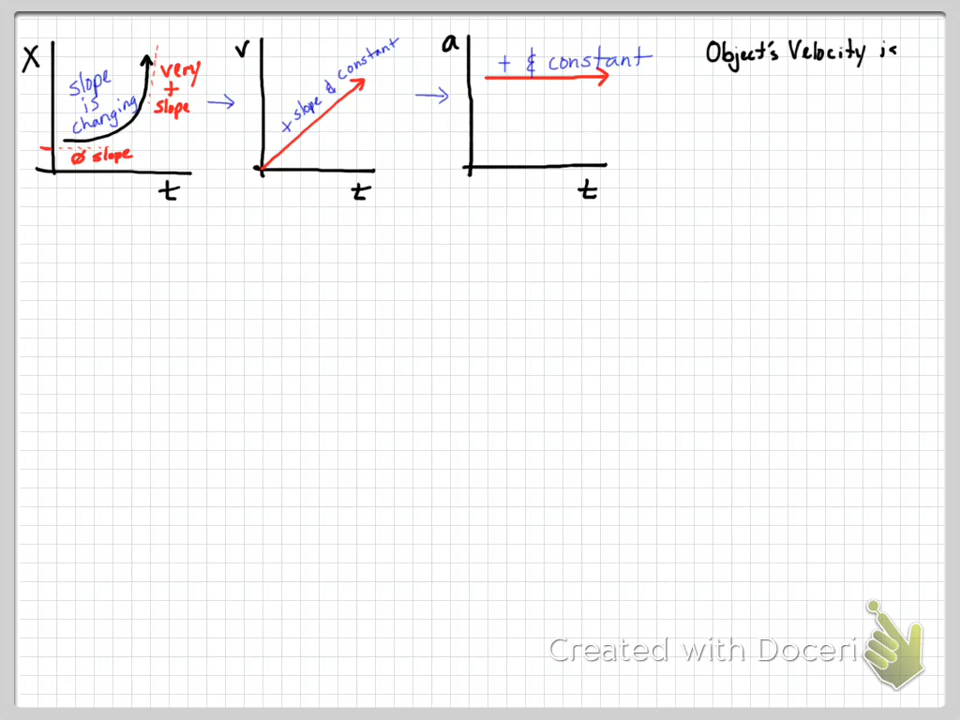 X
slope
is
changing
very
+
slope
ø slope
t
→
v
x slope & constant
t
→
a
+ & constant
t
Object's Velocity is
Created with Doceri